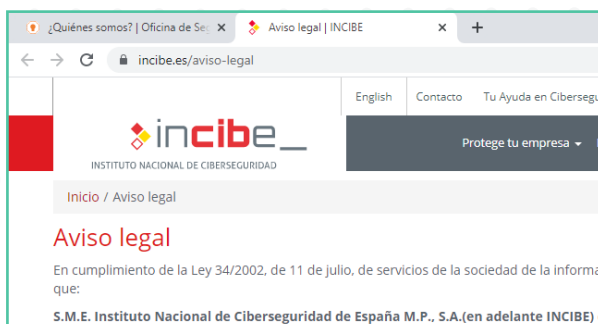 ¿Quiénes somos? | Oficina de Seg
Aviso legal | INCIBE
incibe.es/aviso-legal
English Contacto Tu Ayuda en Cibersegu
incibe_
INSTITUTO NACIONAL DE CIBERSEGURIDAD
Protege tu empresa
Inicio / Aviso legal
Aviso legal
En cumplimiento de la Ley 34/2002, de 11 de julio, de servicios de la sociedad de la informa
que:
S.M.E. Instituto Nacional de Ciberseguridad de España M.P., S.A.(en adelante INCIBE)